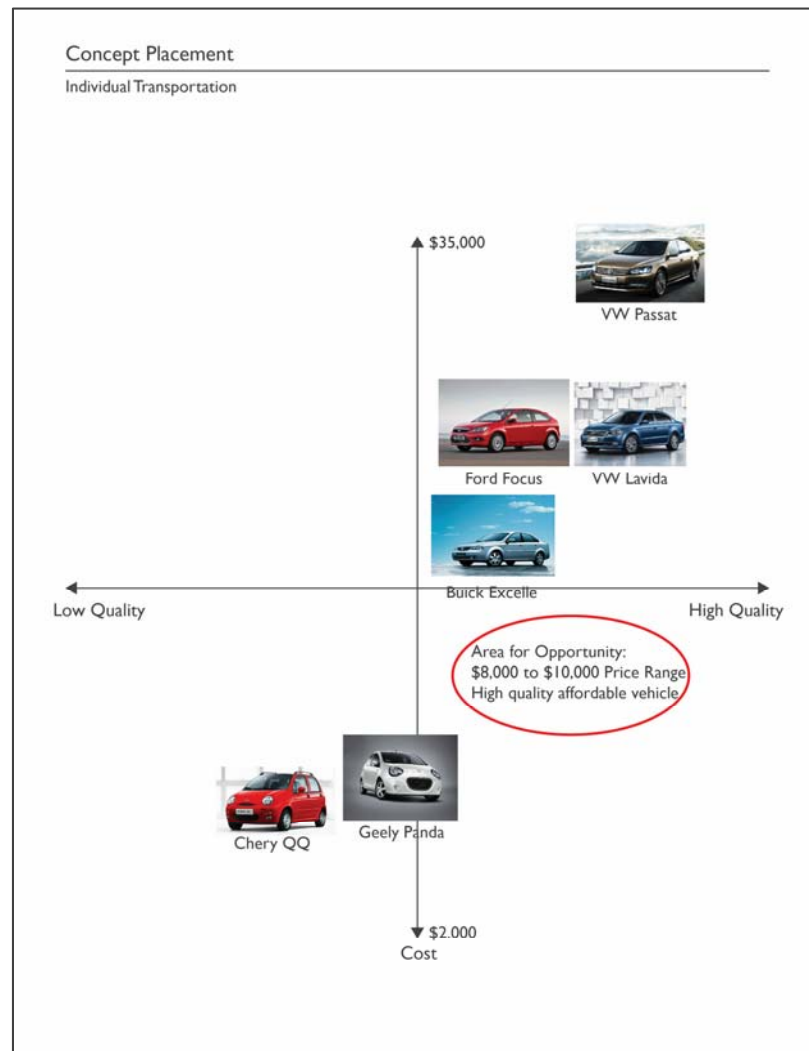 Concept Placement
Individual Transportation
$35,000
VW Passat
Ford Focus
VW Lavida
Buick Excelle
Low Quality
High Quality
Area for Opportunity:
$8,000 to $10,000 Price Range
High quality affordable vehicle
Chery QQ
Geely Panda
$2.000
Cost